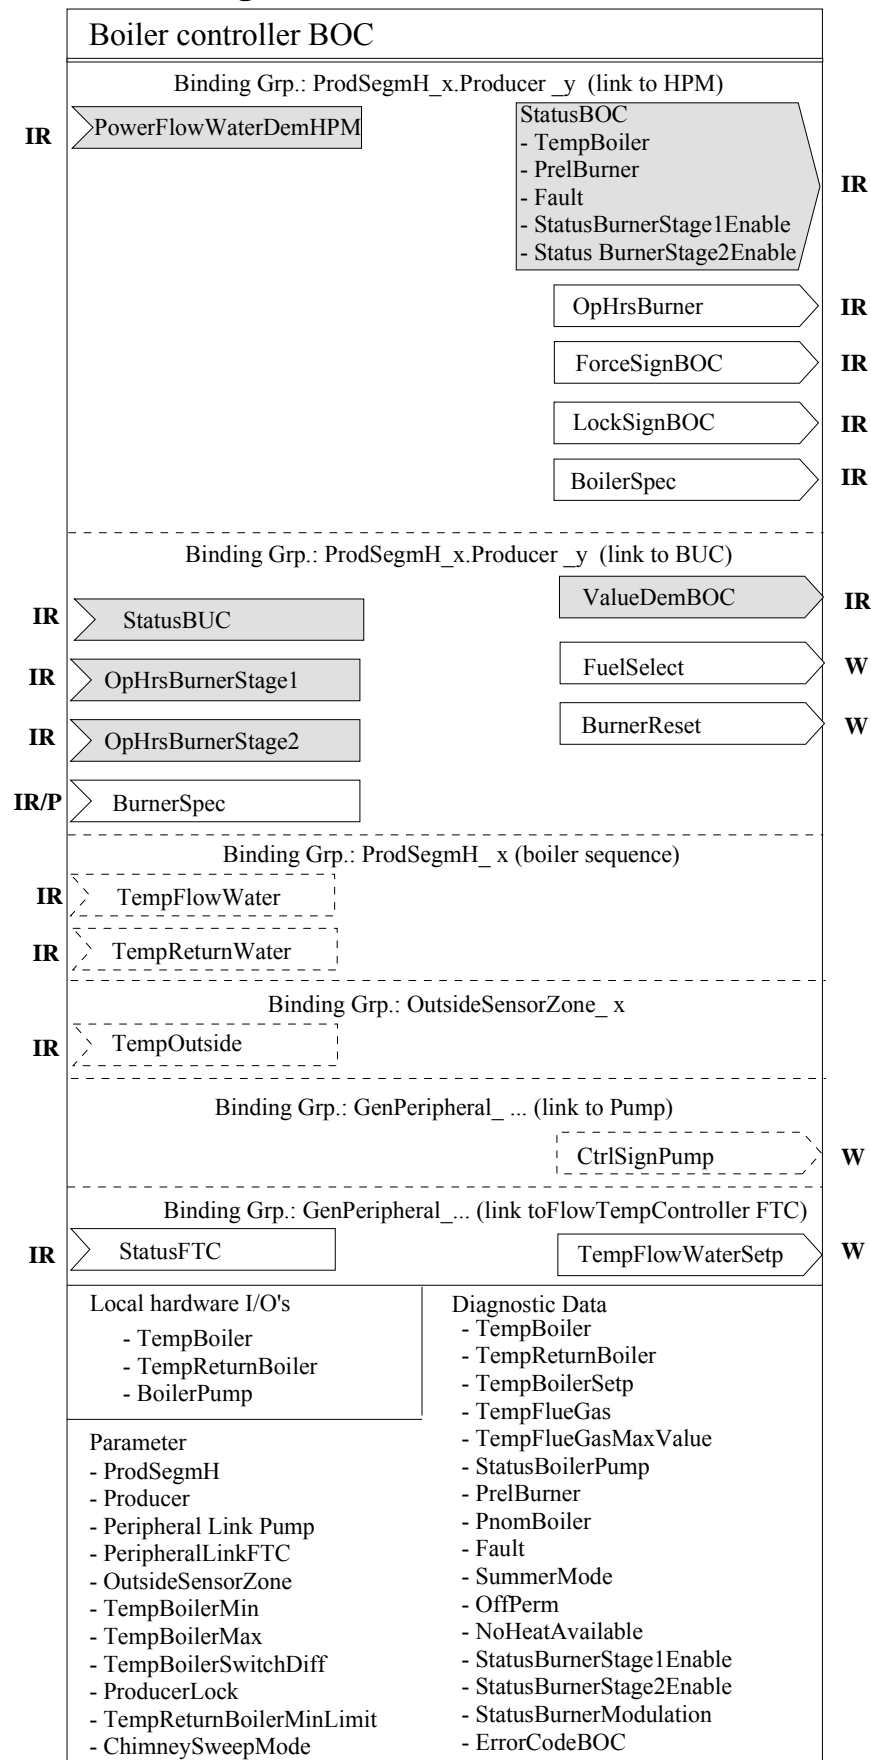 Boiler controller BOC
Binding Grp.: ProdSegmH_x.Producer _y (link to HPM)
IR
PowerFlowWaterDemHPM
StatusBOC
- TempBoiler
- PrelBurner
- Fault
- StatusBurnerStage1Enable
- Status BurnerStage2Enable
IR
OpHrsBurner
IR
ForceSignBOC
IR
LockSignBOC
IR
BoilerSpec
IR
Binding Grp.: ProdSegmH_x.Producer _y (link to BUC)
IR
StatusBUC
ValueDemBOC
IR
IR
OpHrsBurnerStage1
FuelSelect
W
IR
OpHrsBurnerStage2
BurnerReset
W
IR/P
BurnerSpec
Binding Grp.: ProdSegmH_ x (boiler sequence)
IR
TempFlowWater
IR
TempReturnWater
Binding Grp.: OutsideSensorZone_ x
IR
TempOutside
Binding Grp.: GenPeripheral_ ... (link to Pump)
CtrlSignPump
W
Binding Grp.: GenPeripheral_... (link toFlowTempController FTC)
IR
StatusFTC
TempFlowWaterSetp
W
Local hardware I/O's
- TempBoiler
- TempReturnBoiler
- BoilerPump
Parameter
- ProdSegmH
- Producer
- Peripheral Link Pump
- PeripheralLinkFTC
- OutsideSensorZone
- TempBoilerMin
- TempBoilerMax
- TempBoilerSwitchDiff
- ProducerLock
- TempReturnBoilerMinLimit
- ChimneySweepMode
Diagnostic Data
- TempBoiler
- TempReturnBoiler
- TempBoilerSetp
- TempFlueGas
- TempFlueGasMaxValue
- StatusBoilerPump
- PrelBurner
- PnomBoiler
- Fault
- SummerMode
- OffPerm
- NoHeatAvailable
- StatusBurnerStage1Enable
- StatusBurnerStage2Enable
- StatusBurnerModulation
- ErrorCodeBOC